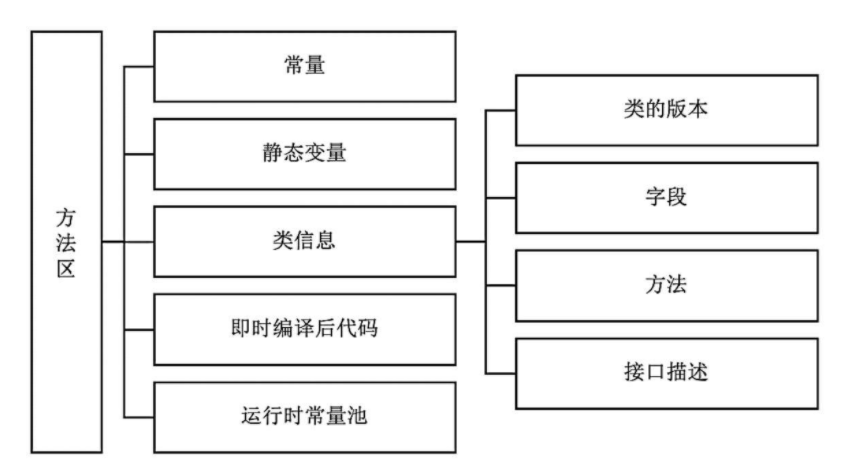 方法区
常量
静态变量
类信息
即时编译后代码
运行时常量池
类的版本
字段
方法
接口描述